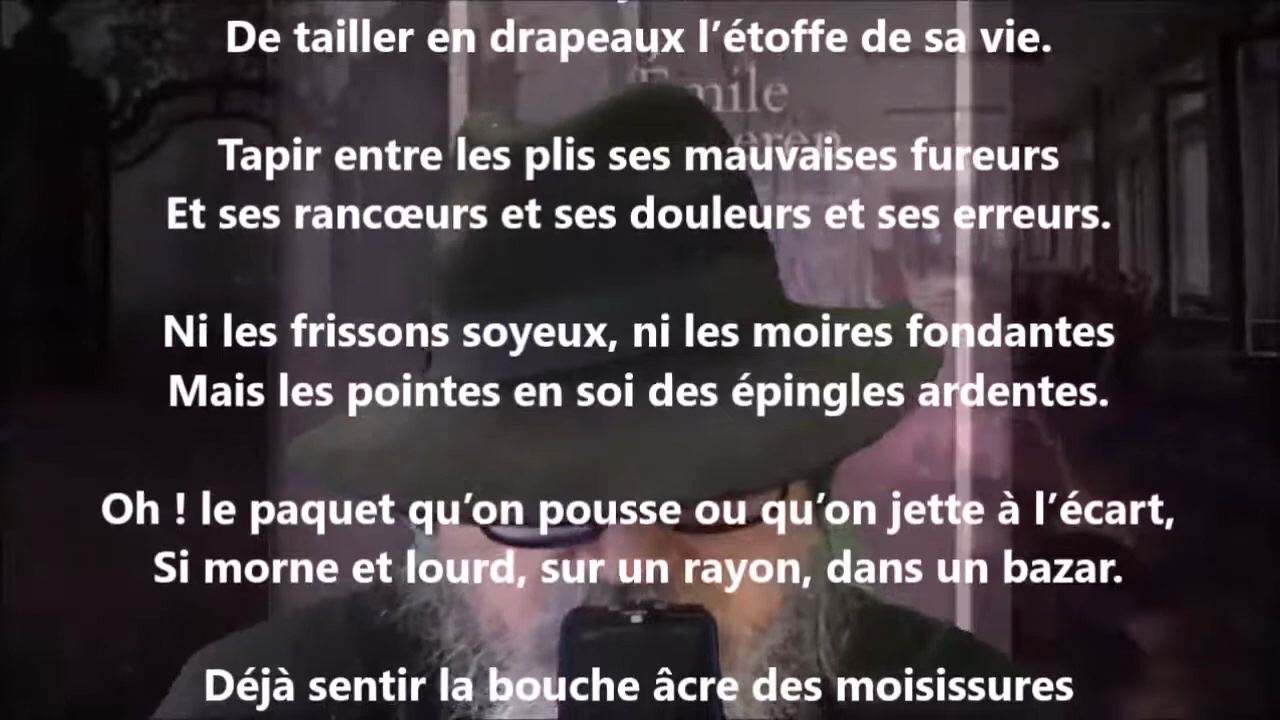 De tailler en drapeaux l’étoffe de sa vie.
Tapir entre les plis ses mauvaises fureurs
Et ses rancœurs et ses douleurs et ses erreurs.
Ni les frissons soyeux, ni les moires fondantes
Mais les pointes en soi des épingles ardentes.
Oh ! le paquet qu’on pousse ou qu’on jette à l’écart,
Si morne et lourd, sur un rayon, dans un bazar.
Déjà sentir la bouche âcre des moisissures